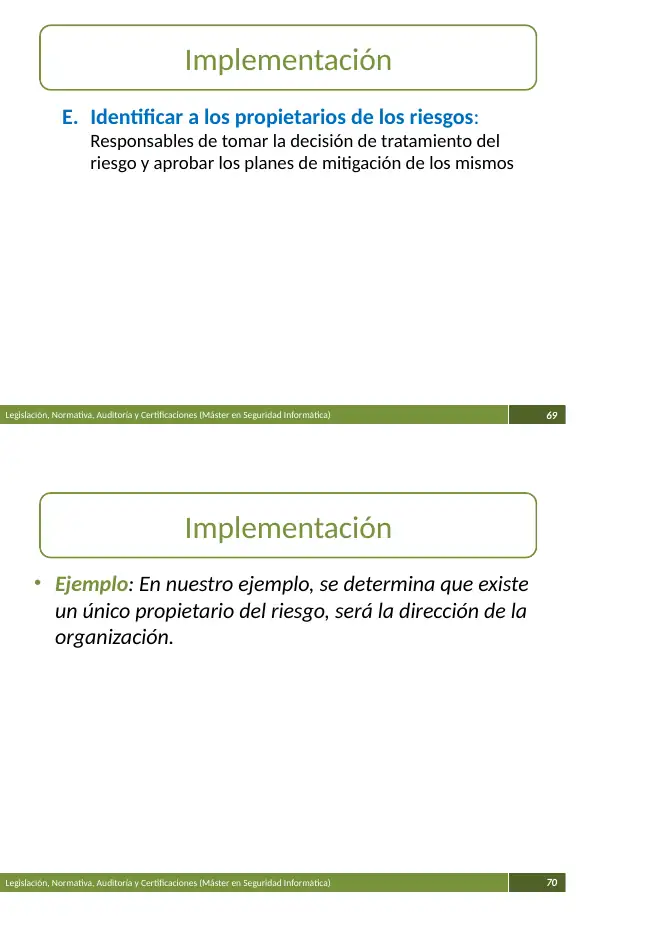 Implementación
E. Identificar a los propietarios de los riesgos:
Responsables de tomar la decisión de tratamiento del
riesgo y aprobar los planes de mitigación de los mismos
Legislación, Normativa, Auditoría y Certificaciones (Máster en Seguridad Informática) 69
Implementación
• Ejemplo: En nuestro ejemplo, se determina que existe
un único propietario del riesgo, será la dirección de la
organización.
Legislación, Normativa, Auditoría y Certificaciones (Máster en Seguridad Informática) 70